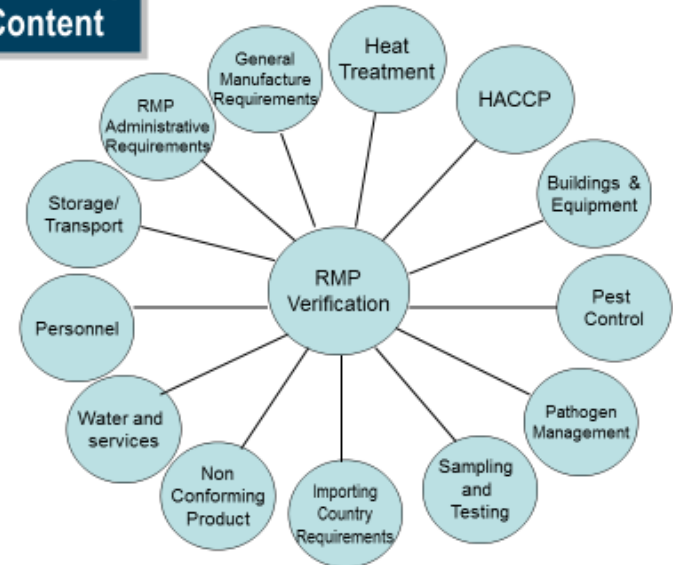 Content
General
Manufacture
Requirements
Heat
Treatment
HACCP
RMP
Administrative
Requirements
Buildings &
Equipment
Storage/
Transport
RMP
Verification
Pest
Control
Personnel
Pathogen
Management
Water and
services
Non
Conforming
Product
Importing
Country
Requirements
Sampling
and
Testing